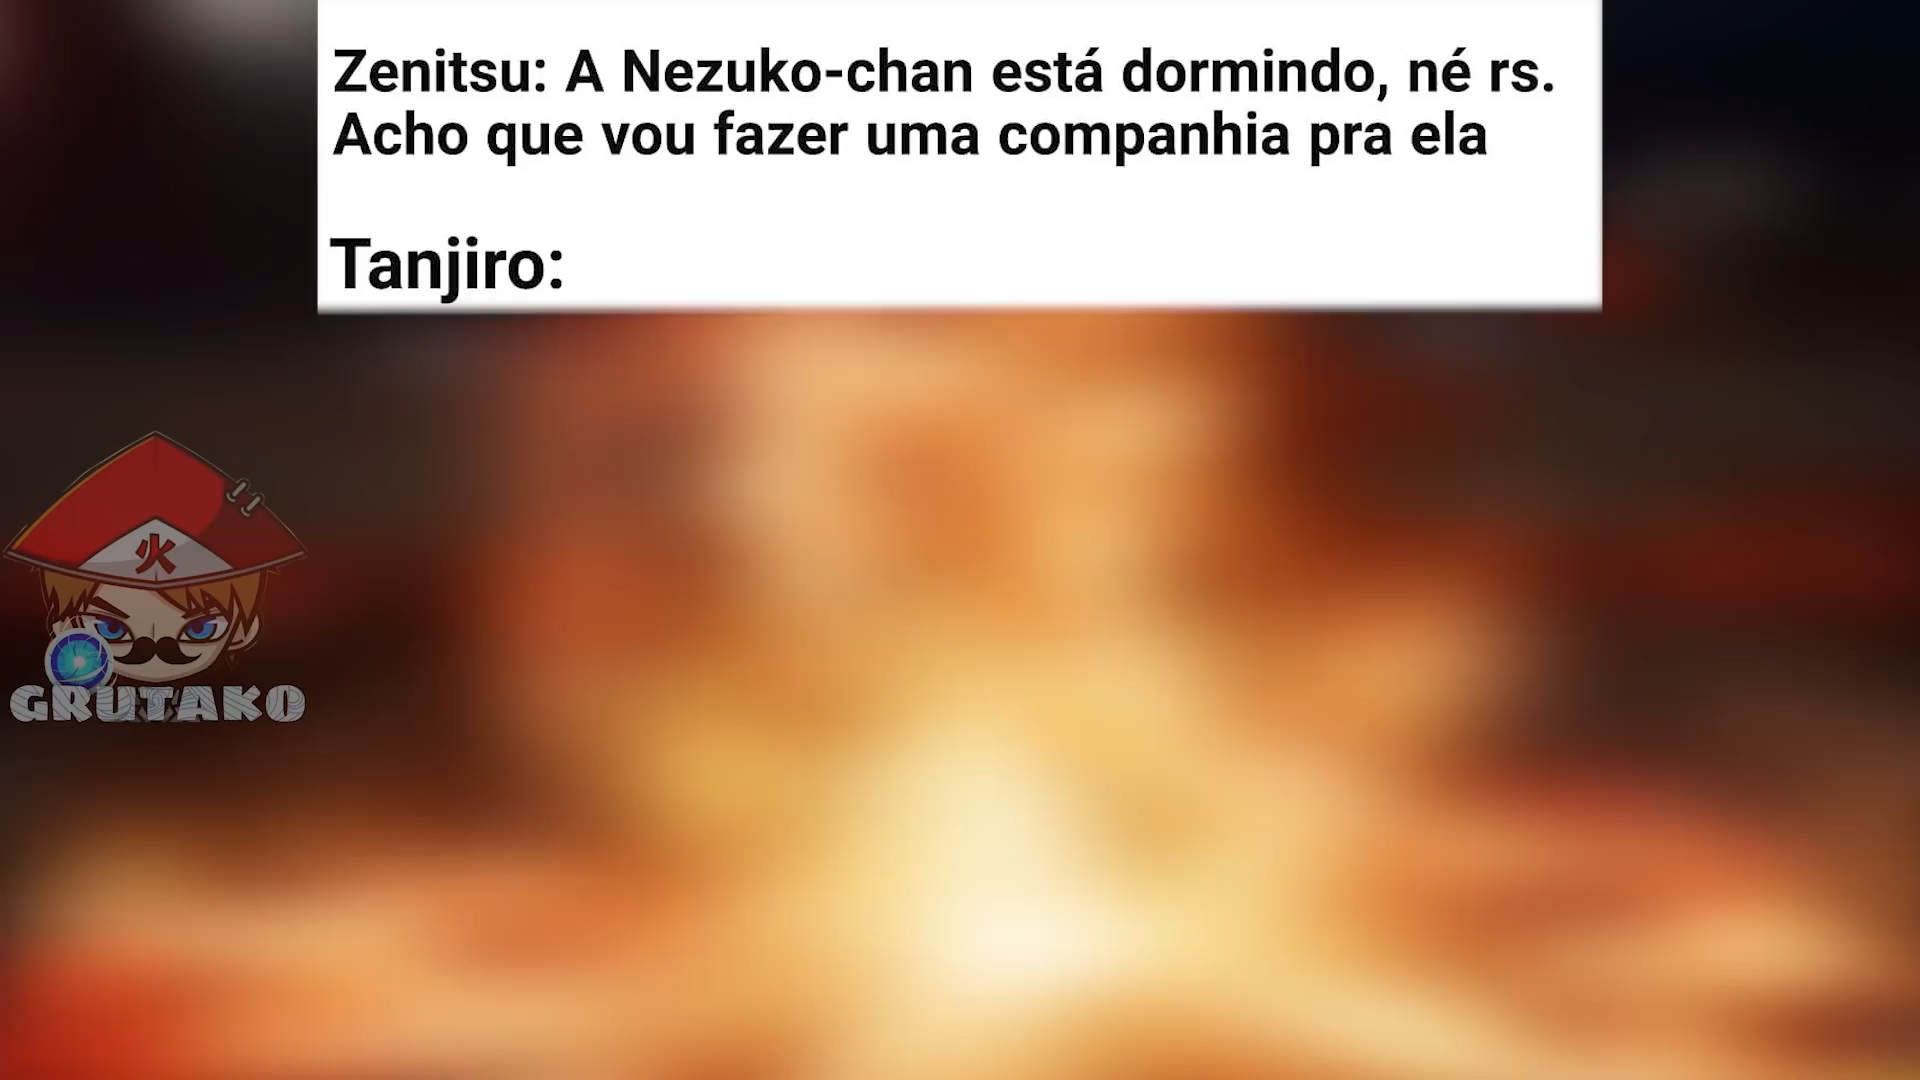 Zenitsu: A Nezuko-chan está dormindo, né rs.
Acho que vou fazer uma companhia pra ela
Tanjiro:
火
GRUTAKO